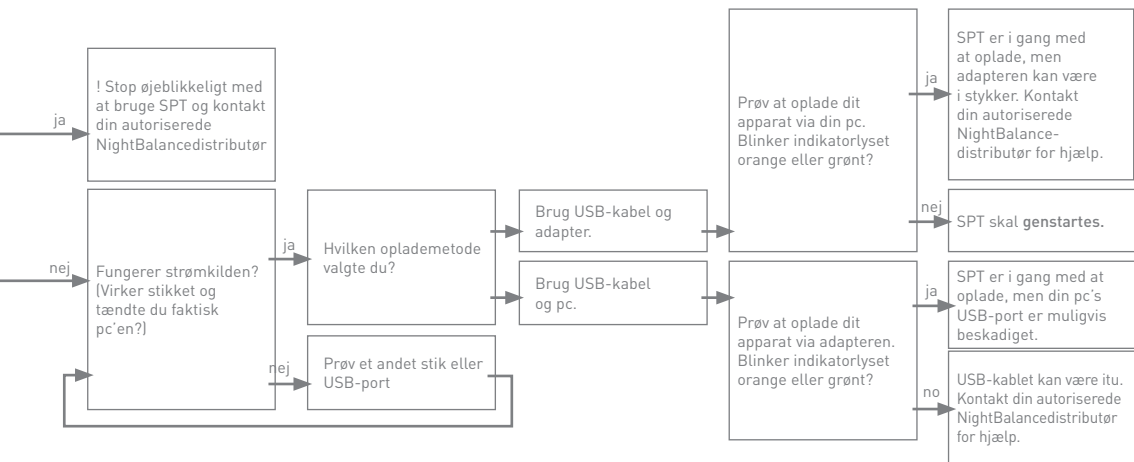 ja
! Stop øjeblikkeligt med
at bruge SPT og kontakt
din autoriserede
NightBalancedistributør
nej
Fungerer strømkilden?
(Virker stikket og
tændte du faktisk
pc'en?)
ja
Hvilken oplademetode
valgte du?
nej
Prøv et andet stik eller
USB-port
Brug USB-kabel og
adapter.
Brug USB-kabel
og pc.
Prøv at oplade dit
apparat via din pc.
Blinker indikatorlyset
orange eller grønt?
ja
SPT er i gang med
at oplade, men
adapteren kan være
i stykker. Kontakt
din autoriserede
NightBalance-
distributør for hjælp.
nej
SPT skal genstartes.
Prøv at oplade dit
apparat via adapteren.
Blinker indikatorlyset
orange eller grønt?
ja
SPT er i gang med at
oplade, men din pc's
USB-port er muligvis
beskadiget.
no
USB-kablet kan være itu.
Kontakt din autoriserede
NightBalancedistributør
for hjælp.